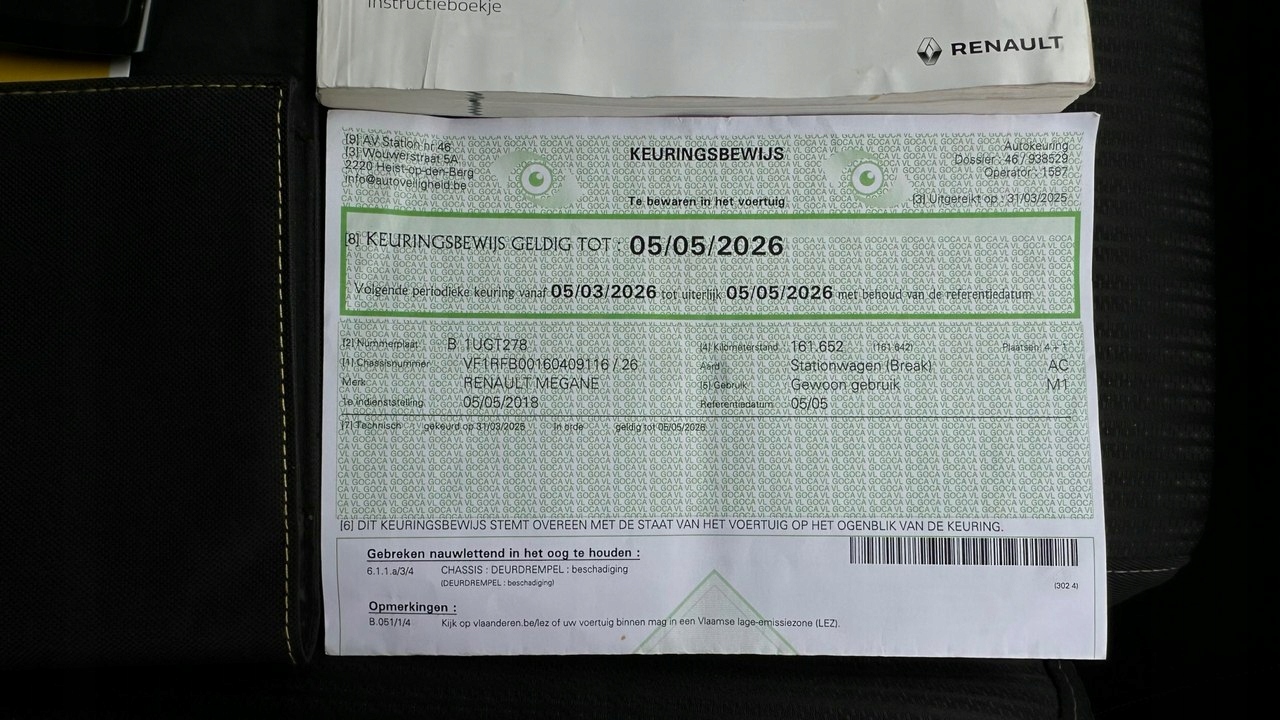 Instructieboekje
RENAULT
[9] AV Station nr 46
[3] Wouwerstraat 5A
2220 Heist-op-den-Berg
info@autoveiligheid.be
KEURINGSBEWIJS
Te bewaren in het voertuig
Autokeuring
Dossier : 46 / 938529
Operator : 1587
[3] Uitgereikt op : 31/03/2025
[8] KEURINGSBEWIJS GELDIG TOT : 05/05/2026
Volgende periodieke keuring vanaf 05/03/2026 tot uiterlijk 05/05/2026 met behoud van de referentiedatum
[2] Nummerplaat B 1UGT278 [4] Kilometerstand 161.652 (161.642) Plaatsen: 4 + 1
[1] Chassisnummer VF1RFB00160409116 / 26 Aard Stationwagen (Break) AC
Merk RENAULT MEGANE [5] Gebruik Gewoon gebruik M1
1e indienststelling 05/05/2018 Referentiedatum 05/05
[7] Technisch : gekeurd op 31/03/2025 In orde geldig tot 05/05/2026
[6] DIT KEURINGSBEWIJS STEMT OVEREEN MET DE STAAT VAN HET VOERTUIG OP HET OGENBLIK VAN DE KEURING.
Gebreken nauwlettend in het oog te houden :
6.1.1.a/3/4 CHASSIS : DEURDREMPEL : beschadiging
(DEURDREMPEL : beschadiging)
(302 4)
Opmerkingen :
B.051/1/4 Kijk op vlaanderen.be/lez of uw voertuig binnen mag in een Vlaamse lage-emissiezone (LEZ).